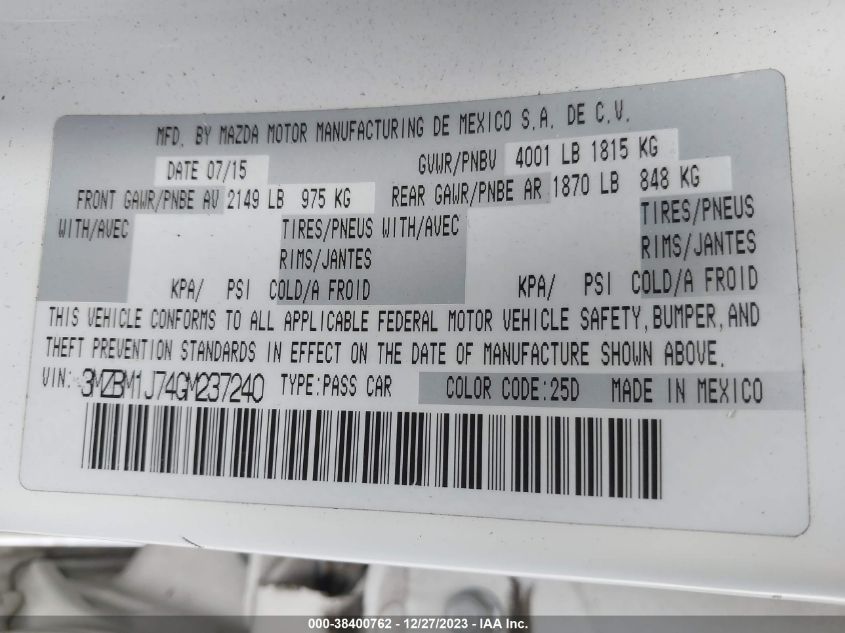 MFD. BY MAZDA MOTOR MANUFACTURING DE MEXICO S.A. DE C.V.
DATE 07/15 GVWR/PNBV 4001 LB 1815 KG
FRONT GAWR/PNBE AV 2149 LB 975 KG REAR GAWR/PNBE AR 1870 LB 848 KG
WITH/AVEC TIRES/PNEUS WITH/AVEC TIRES/PNEUS
RIMS/JANTES RIMS/JANTES
KPA/ PSI COLD/A FROID KPA/ PSI COLD/A FROID
THIS VEHICLE CONFORMS TO ALL APPLICABLE FEDERAL MOTOR VEHICLE SAFETY, BUMPER, AND
THEFT PREVENTION STANDARDS IN EFFECT ON THE DATE OF MANUFACTURE SHOWN ABOVE.
VIN: 3MZBM1J74GM237240 TYPE:PASS CAR COLOR CODE:25D MADE IN MEXICO
000-38400762 - 12/27/2023 - IAA Inc.